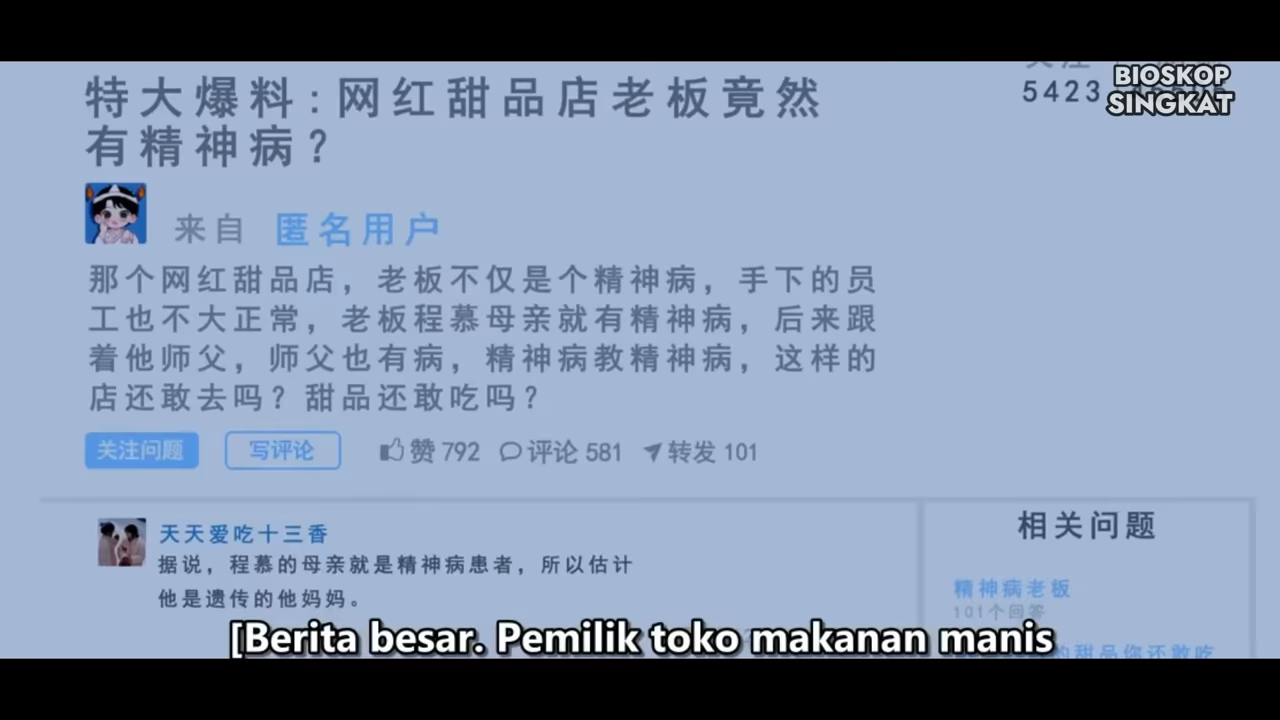 特大爆料：网红甜品店老板竟然
有精神病？
5423
BIOSKOP
SINGKAT
来自 匿名用户
那个网红甜品店，老板不仅是个精神病，手下的员
工也不大正常，老板程慕母亲就有精神病，后来跟
着他师父，师父也有病，精神病教精神病，这样的
店还敢去吗？甜品还敢吃吗？
关注问题 写评论 赞 792 评论 581 转发 101
天天爱吃十三香
据说，程慕的母亲就是精神病患者，所以估计
他是遗传的他妈妈。
相关问题
精神病老板
101个回答
的甜品你还敢吃
[Berita besar. Pemilik toko makanan manis